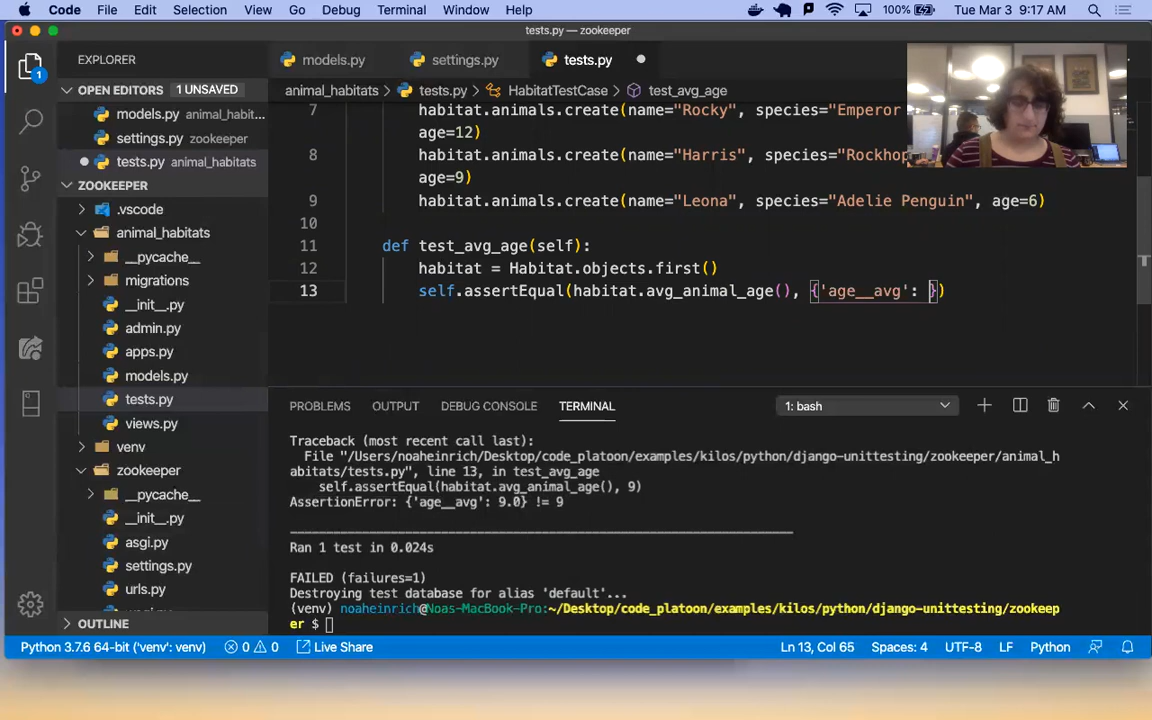 Code File Edit Selection View Go Debug Terminal Window Help 100% Tue Mar 3 9:17 AM
tests.py — zookeeper
EXPLORER
models.py settings.py tests.py
OPEN EDITORS 1 UNSAVED
animal_habitats tests.py HabitatTestCase test_avg_age
models.py animal_habit...
settings.py zookeeper
tests.py animal_habitats
ZOOKEEPER
.vscode
animal_habitats
__pycache__
migrations
__init__.py
admin.py
apps.py
models.py
tests.py
views.py
venv
zookeeper
__pycache__
__init__.py
asgi.py
settings.py
urls.py
OUTLINE
7 habitat.animals.create(name="Rocky", species="Emperor
age=12)
8 habitat.animals.create(name="Harris", species="Rockhop
age=9)
9 habitat.animals.create(name="Leona", species="Adelie Penguin", age=6)
10
11 def test_avg_age(self):
12 habitat = Habitat.objects.first()
13 self.assertEqual(habitat.avg_animal_age(), {'age__avg': })
PROBLEMS OUTPUT DEBUG CONSOLE TERMINAL 1: bash
Traceback (most recent call last):
File "/Users/noaheinrich/Desktop/code_platoon/examples/kilos/python/django-unittesting/zookeeper/animal_h
abitats/tests.py", line 13, in test_avg_age
self.assertEqual(habitat.avg_animal_age(), 9)
AssertionError: {'age__avg': 9.0} != 9
Ran 1 test in 0.024s
FAILED (failures=1)
Destroying test database for alias 'default'...
(venv) noaheinrich@Noas-MacBook-Pro:~/Desktop/code_platoon/examples/kilos/python/django-unittesting/zookeep
er $
Python 3.7.6 64-bit ('venv': venv) 0 0 Live Share Ln 13, Col 65 Spaces: 4 UTF-8 LF Python